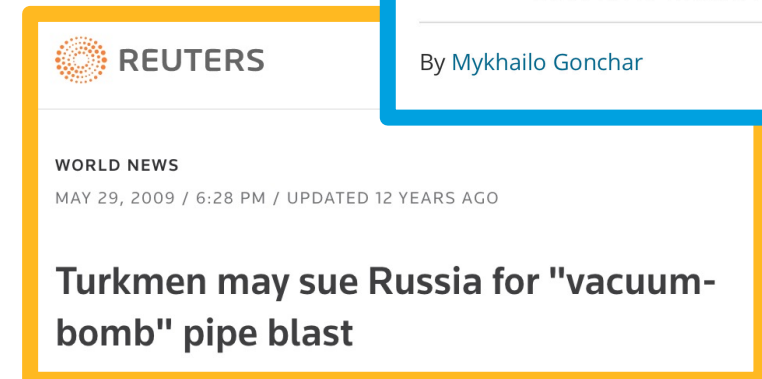 REUTERS
By Mykhailo Gonchar
WORLD NEWS
MAY 29, 2009 / 6:28 PM / UPDATED 12 YEARS AGO
Turkmen may sue Russia for "vacuum-
bomb" pipe blast